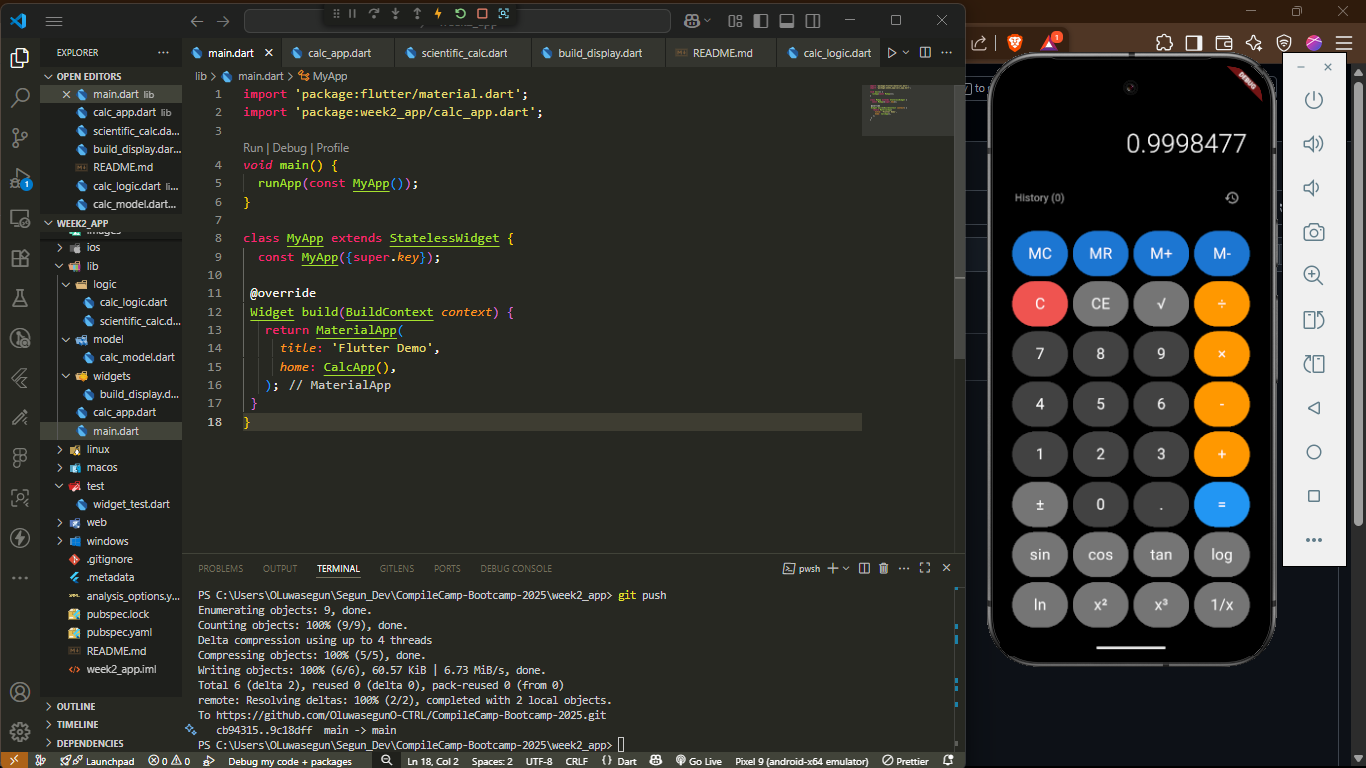 main.dart
calc_app.dart
scientific_calc.dart
build_display.dart
README.md
calc_logic.dart
EXPLORER
OPEN EDITORS
main.dart lib
calc_app.dart lib
scientific_calc.da...
build_display.dar...
README.md
calc_logic.dart li...
calc_model.dart...
WEEK2_APP
ios
lib
logic
calc_logic.dart
scientific_calc.d...
model
calc_model.dart
widgets
build_display.d...
calc_app.dart
main.dart
linux
macos
test
widget_test.dart
web
windows
.gitignore
.metadata
analysis_options.y...
pubspec.lock
pubspec.yaml
README.md
week2_app.iml
OUTLINE
TIMELINE
DEPENDENCIES
lib > main.dart > MyApp
1 import 'package:flutter/material.dart';
2 import 'package:week2_app/calc_app.dart';
3
Run | Debug | Profile
4 void main() {
5 runApp(const MyApp());
6 }
7
8 class MyApp extends StatelessWidget {
9 const MyApp({super.key});
10
11 @override
12 Widget build(BuildContext context) {
13 return MaterialApp(
14 title: 'Flutter Demo',
15 home: CalcApp(),
16 ); // MaterialApp
17 }
18 }
PROBLEMS OUTPUT TERMINAL GITLENS PORTS DEBUG CONSOLE
pwsh
PS C:\Users\OLuwasegun\Segun_Dev\CompileCamp-Bootcamp-2025\week2_app> git push
Enumerating objects: 9, done.
Counting objects: 100% (9/9), done.
Delta compression using up to 4 threads
Compressing objects: 100% (5/5), done.
Writing objects: 100% (6/6), 60.57 KiB | 6.73 MiB/s, done.
Total 6 (delta 2), reused 0 (delta 0), pack-reused 0 (from 0)
remote: Resolving deltas: 100% (2/2), completed with 2 local objects.
To https://github.com/OluwasegunO-CTRL/CompileCamp-Bootcamp-2025.git
cb94315..9c18dff main -> main
PS C:\Users\OLuwasegun\Segun_Dev\CompileCamp-Bootcamp-2025\week2_app>
Launchpad
0 0
Debug my code + packages
Ln 18, Col 2
Spaces: 2
UTF-8
CRLF
{} Dart
Go Live
Pixel 9 (android-x64 emulator)
Prettier
1
1
to
DEBUG
0.9998477
History (0)
MC MR M+ M-
C CE √ ÷
7 8 9 ×
4 5 6 -
1 2 3 +
± 0 . =
sin cos tan log
ln x² x³ 1/x